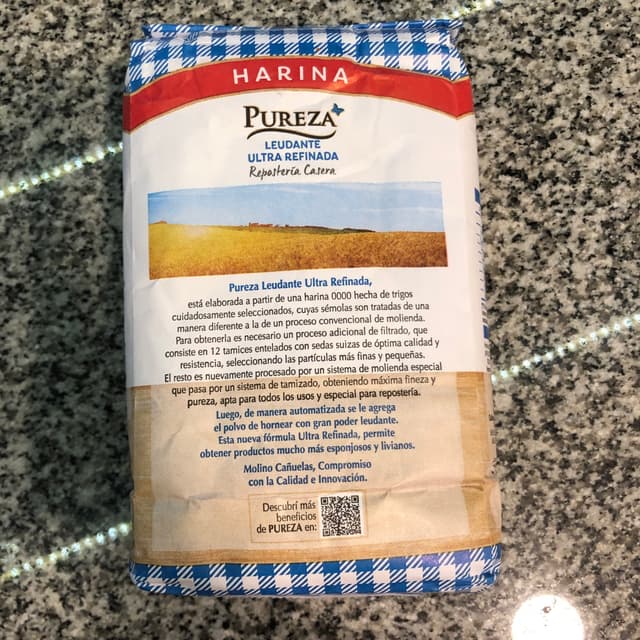 HARINA
PUREZA
LEUDANTE
ULTRA REFINADA
Repostería Casera
Pureza Leudante Ultra Refinada,
está elaborada a partir de una harina 0000 hecha de trigos
cuidadosamente seleccionados, cuyas sémolas son tratadas de una
manera diferente a la de un proceso convencional de molienda.
Para obtenerla es necesario un proceso adicional de filtrado, que
consiste en 12 tamices entelados con sedas suizas de óptima calidad y
resistencia, seleccionando las partículas más finas y pequeñas.
El resto es nuevamente procesado por un sistema de molienda especial
que pasa por un sistema de tamizado, obteniendo máxima fineza y
pureza, apta para todos los usos y especial para repostería.
Luego, de manera automatizada se le agrega
el polvo de hornear con gran poder leudante.
Esta nueva fórmula Ultra Refinada, permite
obtener productos mucho más esponjosos y livianos.
Molino Cañuelas, Compromiso
con la Calidad e Innovación.
Descubrí más
beneficios
de PUREZA en: